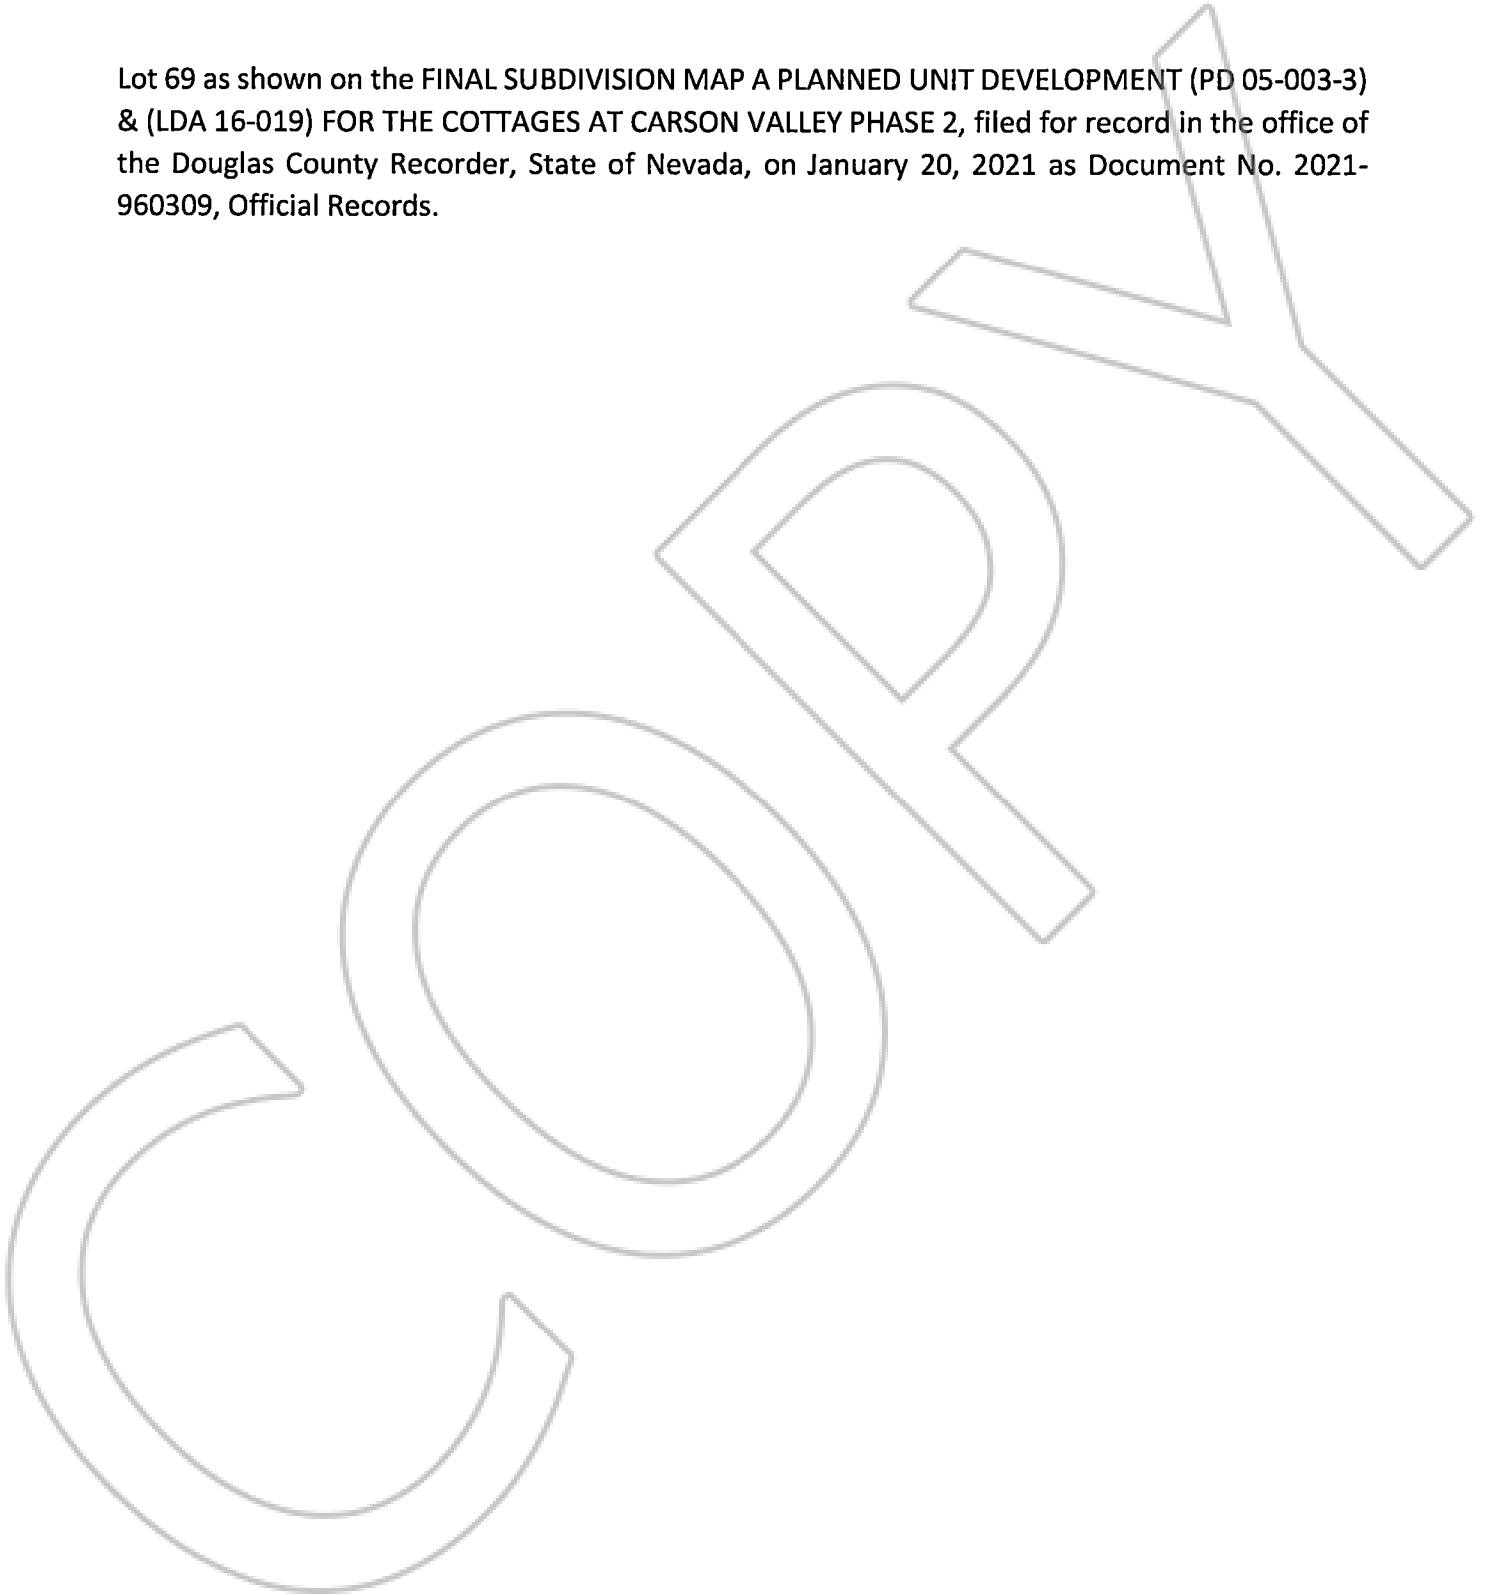 Lot 69 as shown on the FINAL SUBDIVISION MAP A PLANNED UNIT DEVELOPMENT (PD 05-003-3)
& (LDA 16-019) FOR THE COTTAGES AT CARSON VALLEY PHASE 2, filed for record in the office of
the Douglas County Recorder, State of Nevada, on January 20, 2021 as Document No. 2021-
960309, Official Records.
COPY